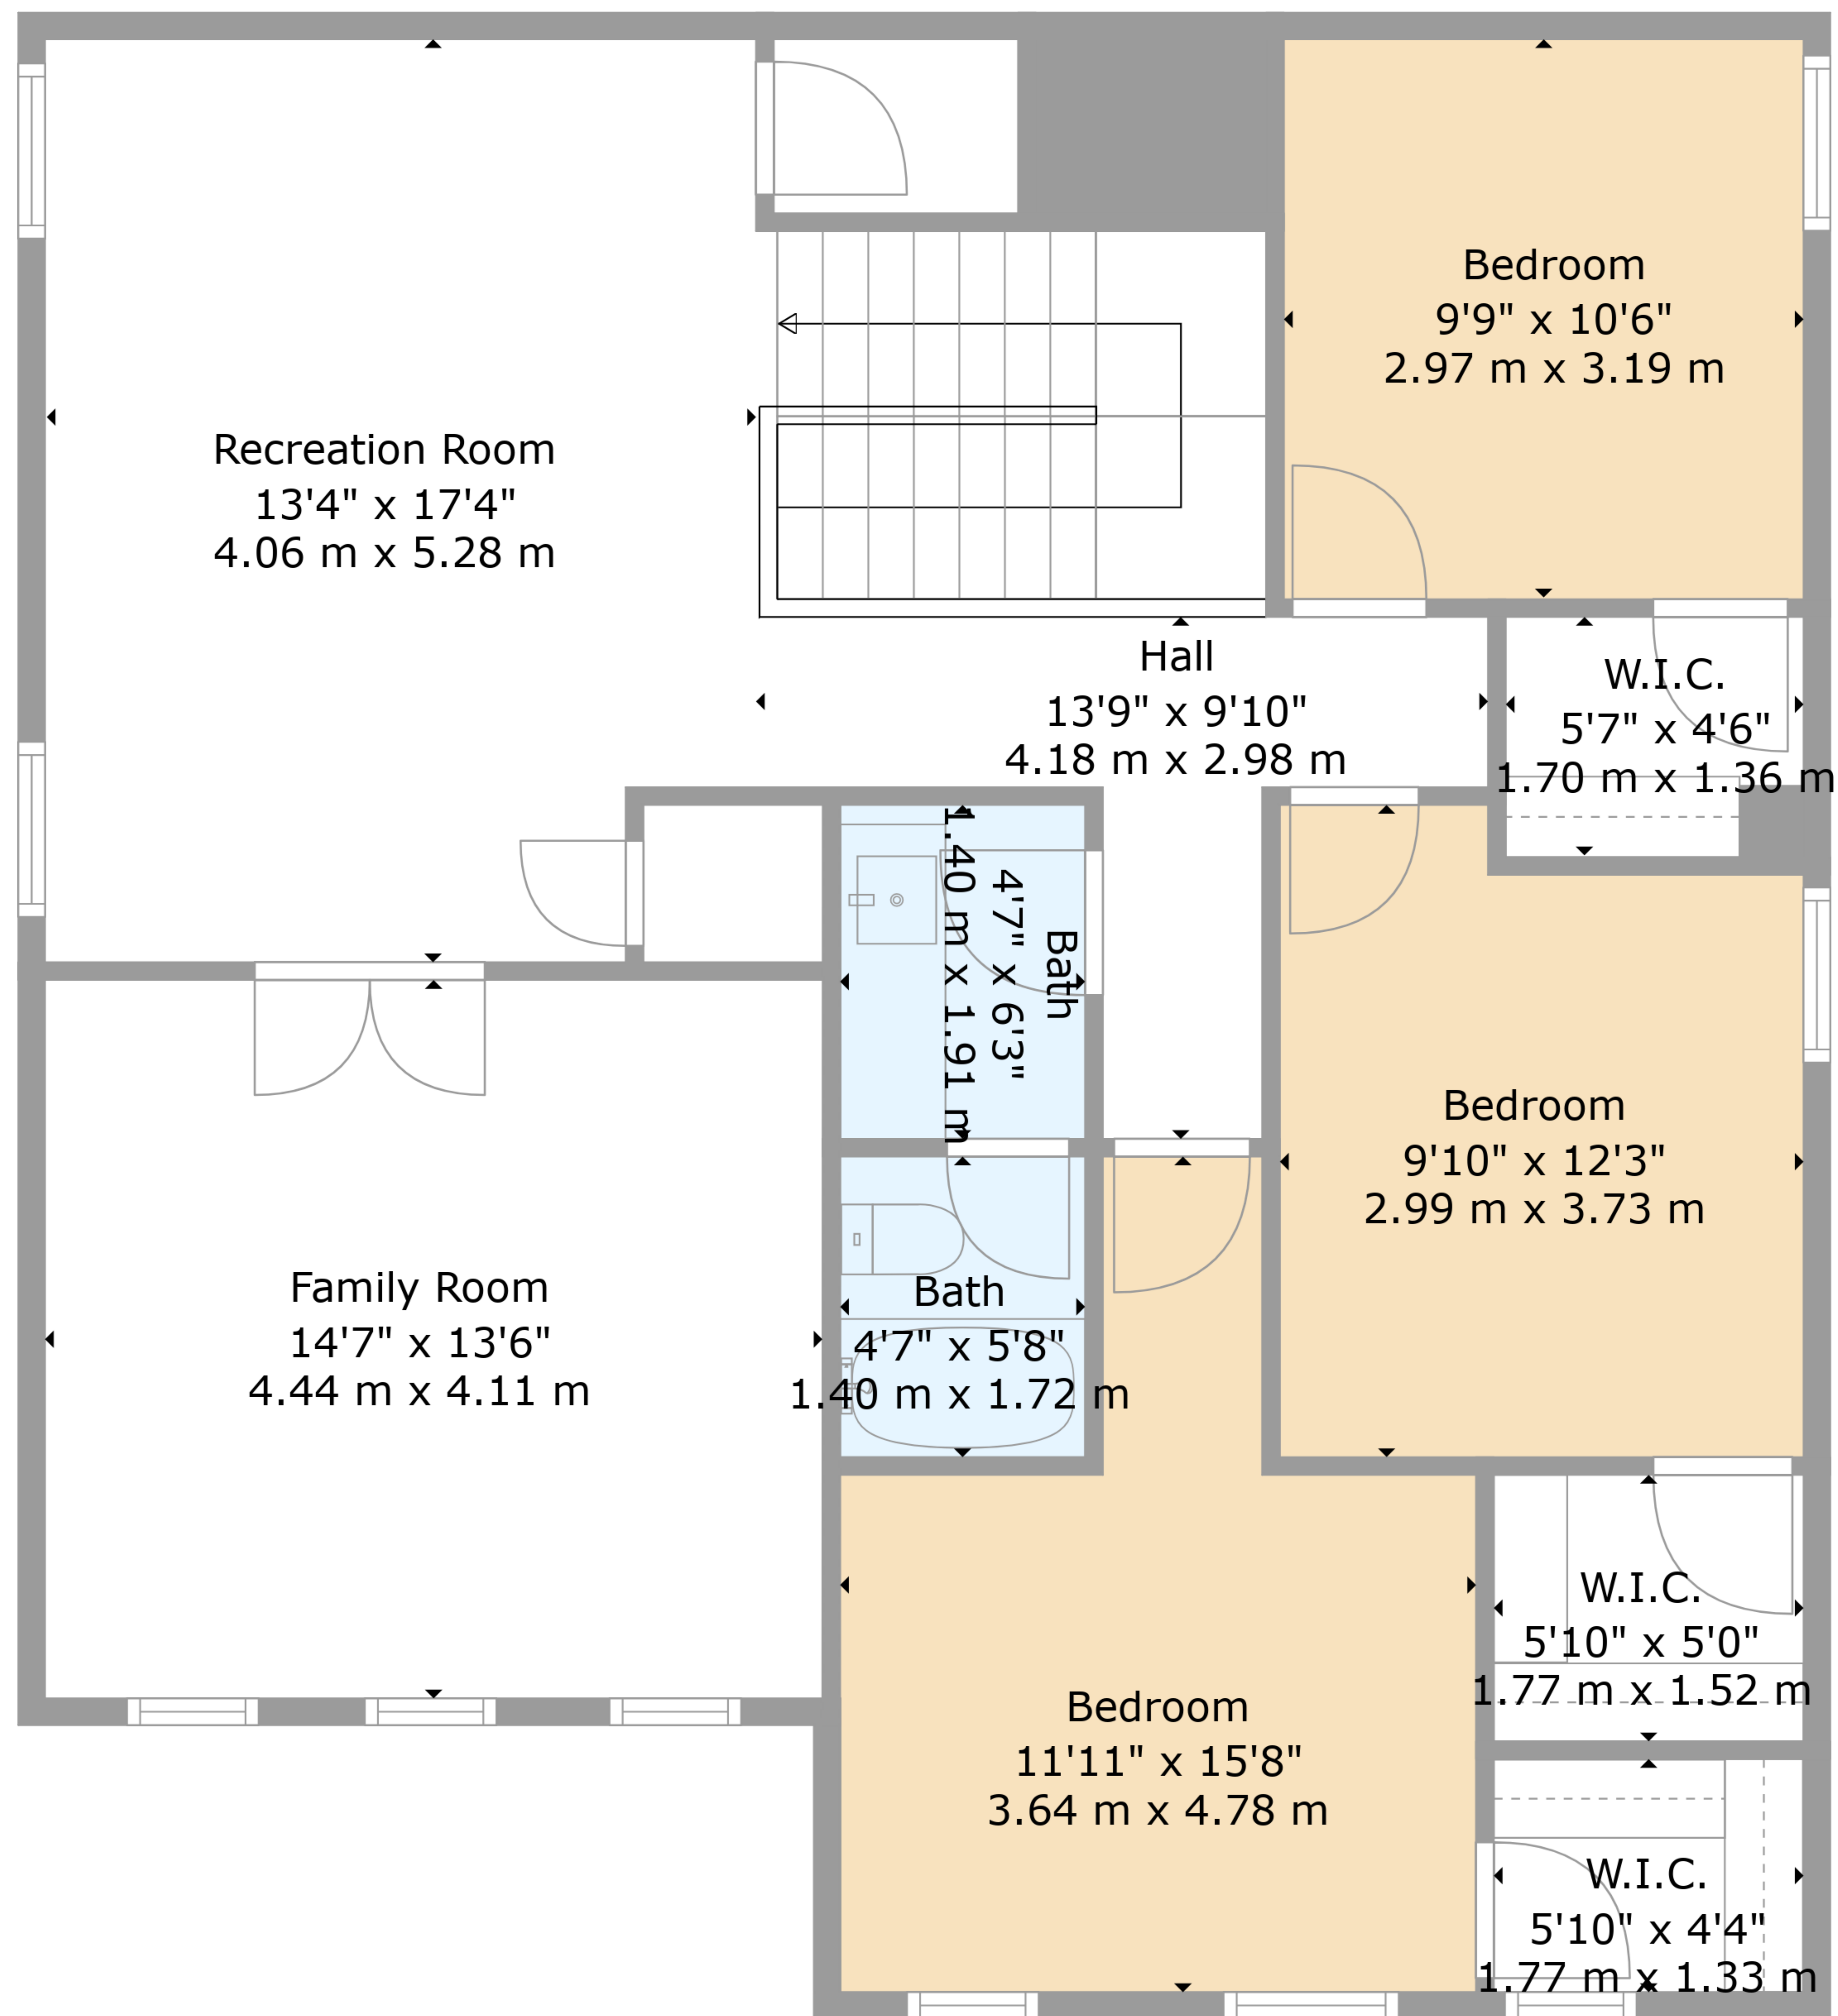 Bedroom
9'9" x 10'6"
2.97 m x 3.19 m
Recreation Room
13'4" x 17'4"
4.06 m x 5.28 m
Hall
13'9" x 9'10"
4.18 m x 2.98 m
W.I.C.
5'7" x 4'6"
1.70 m x 1.36 m
Bath
4'7" x 6'3"
1.40 m x 1.91 m
Bedroom
9'10" x 12'3"
2.99 m x 3.73 m
Family Room
14'7" x 13'6"
4.44 m x 4.11 m
Bath
4'7" x 5'8"
1.40 m x 1.72 m
W.I.C.
5'10" x 5'0"
1.77 m x 1.52 m
Bedroom
11'11" x 15'8"
3.64 m x 4.78 m
W.I.C.
5'10" x 4'4"
1.77 m x 1.33 m